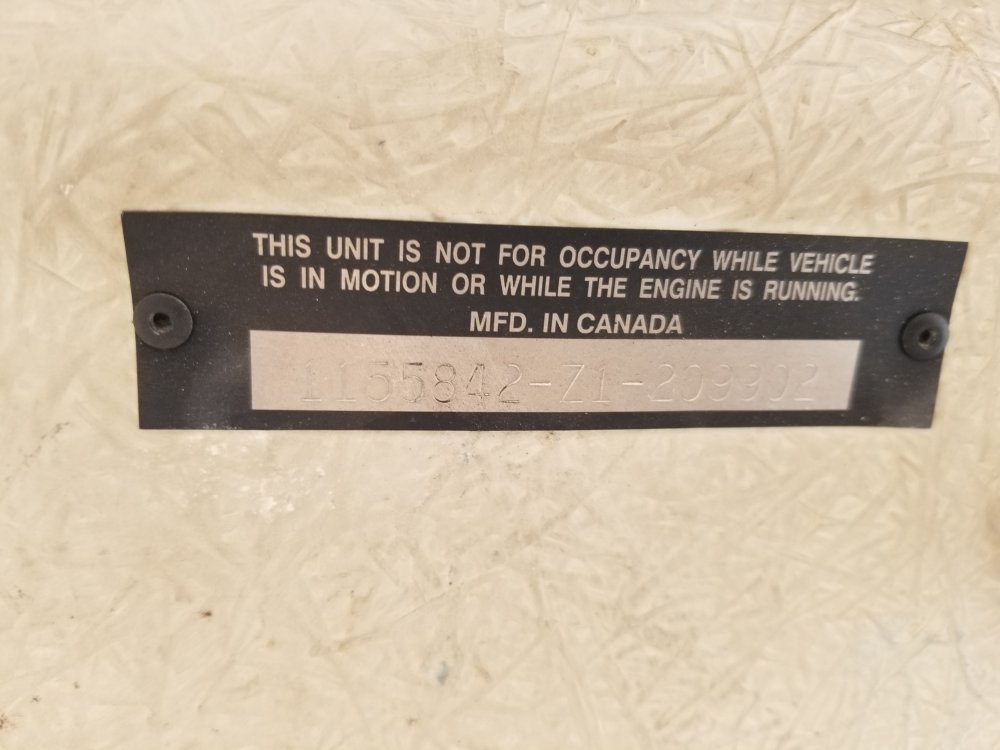 THIS UNIT IS NOT FOR OCCUPANCY WHILE VEHICLE
IS IN MOTION OR WHILE THE ENGINE IS RUNNING.
MFD. IN CANADA
1155842-Z1-209902